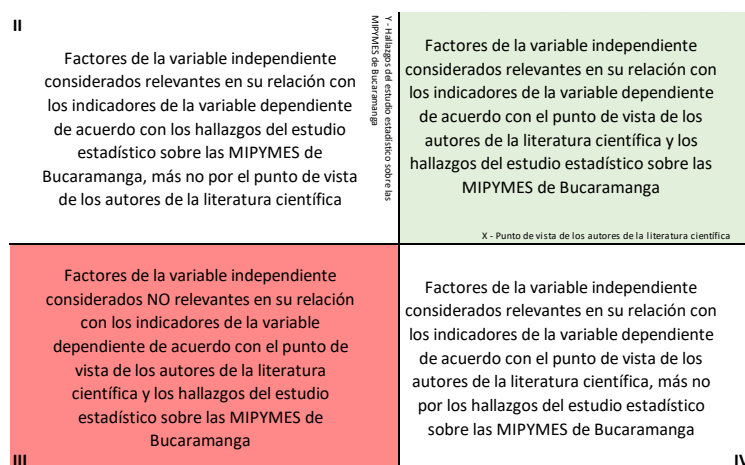 II
Factores de la variable independiente
considerados relevantes en su relación con
los indicadores de la variable dependiente
de acuerdo con los hallazgos del estudio
estadístico sobre las MIPYMES de
Bucaramanga, más no por el punto de vista
de los autores de la literatura científica
Y - Hallazgos del estudio estadístico sobre las
MIPYMES de Bucaramanga
Factores de la variable independiente
considerados relevantes en su relación con
los indicadores de la variable dependiente
de acuerdo con el punto de vista de los
autores de la literatura científica y los
hallazgos del estudio estadístico sobre las
MIPYMES de Bucaramanga
X - Punto de vista de los autores de la literatura científica
Factores de la variable independiente
considerados NO relevantes en su relación
con los indicadores de la variable
dependiente de acuerdo con el punto de
vista de los autores de la literatura
científica y los hallazgos del estudio
estadístico sobre las MIPYMES de
Bucaramanga
III
Factores de la variable independiente
considerados relevantes en su relación con
los indicadores de la variable dependiente
de acuerdo con el punto de vista de los
autores de la literatura científica, más no
por los hallazgos del estudio estadístico
sobre las MIPYMES de Bucaramanga
IV